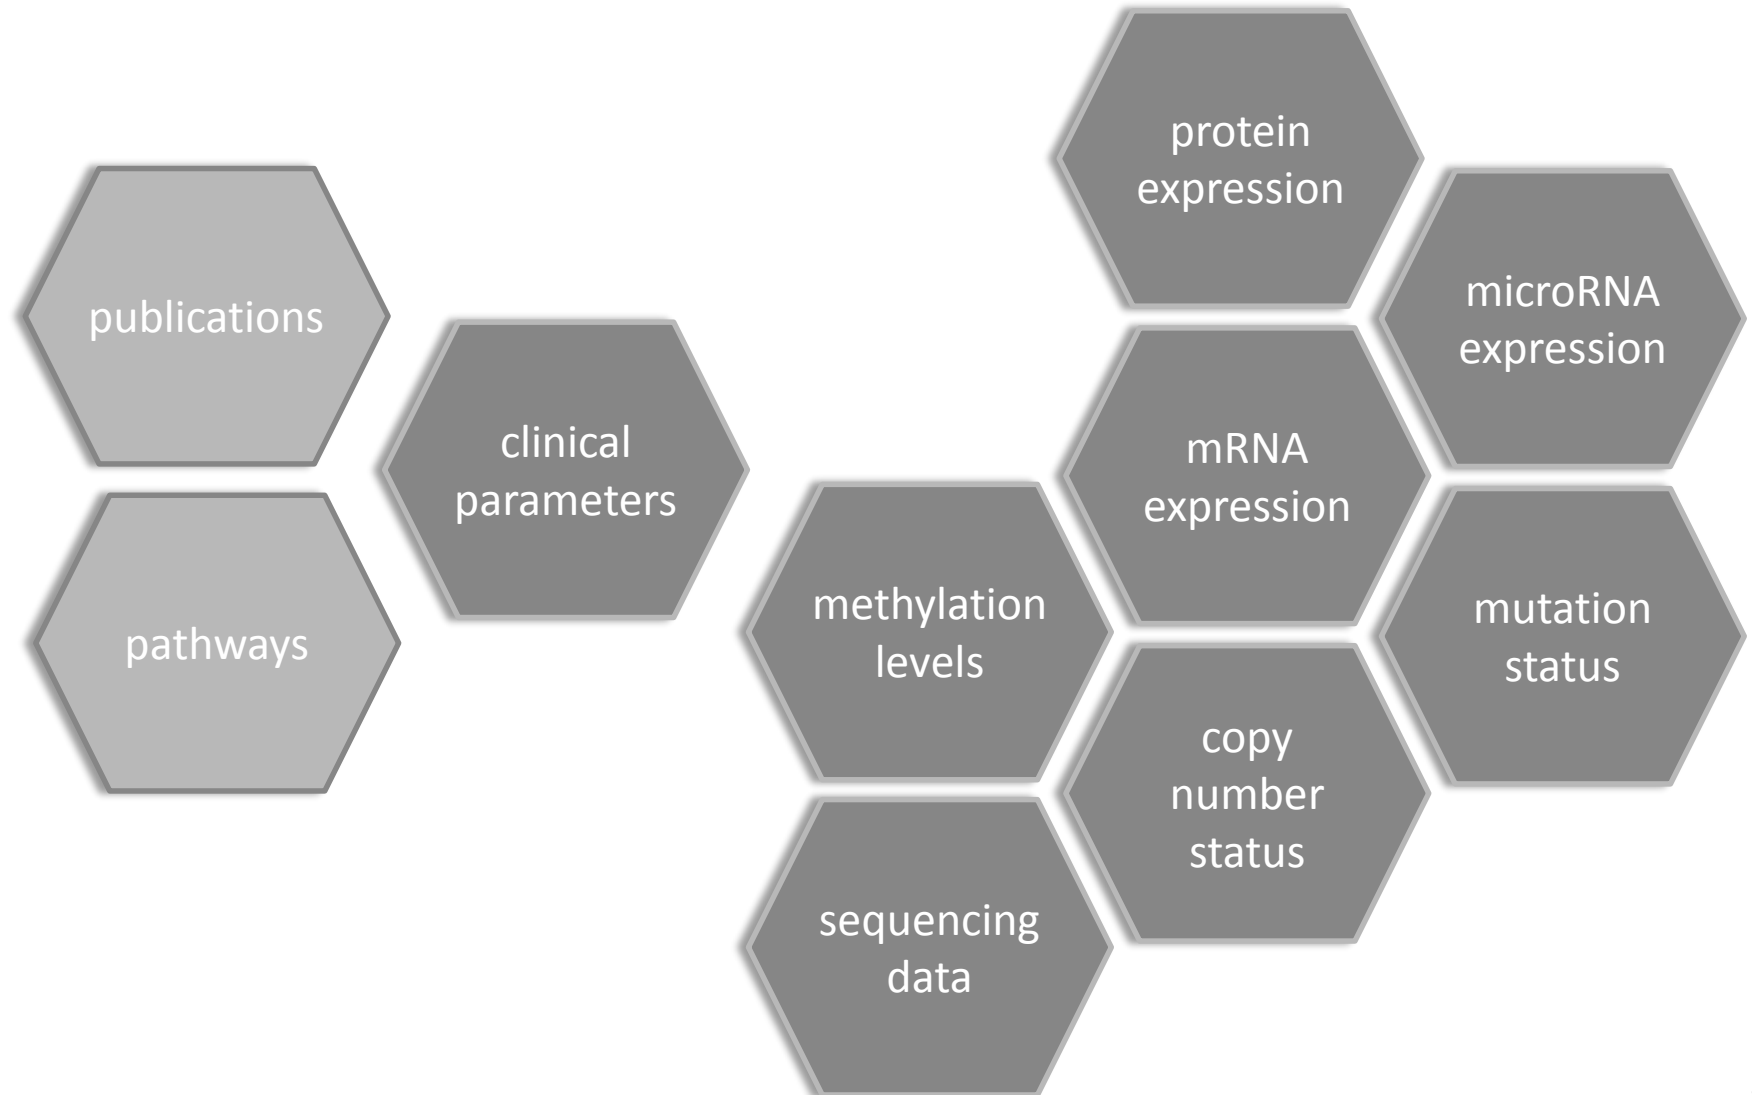 publications
pathways
clinical
parameters
methylation
levels
sequencing
data
protein
expression
mRNA
expression
copy
number
status
microRNA
expression
mutation
status